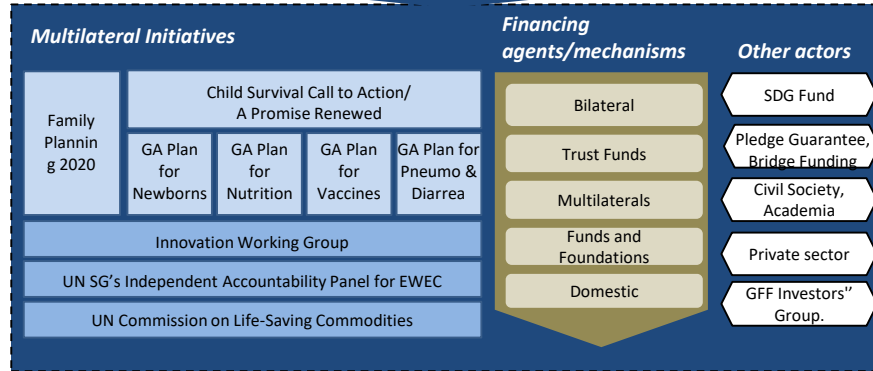 Multilateral Initiatives
Family
Plannin
g 2020
Child Survival Call to Action/
A Promise Renewed
GA Plan
for
Newborns
GA Plan
for
Nutrition
GA Plan
for
Vaccines
GA Plan for
Pneumo &
Diarrea
Innovation Working Group
UN SG's Independent Accountability Panel for EWEC
UN Commission on Life-Saving Commodities
Financing
agents/mechanisms
Bilateral
Trust Funds
Multilaterals
Funds and
Foundations
Domestic
Other actors
SDG Fund
Pledge Guarantee,
Bridge Funding
Civil Society,
Academia
Private sector
GFF Investors''
Group.